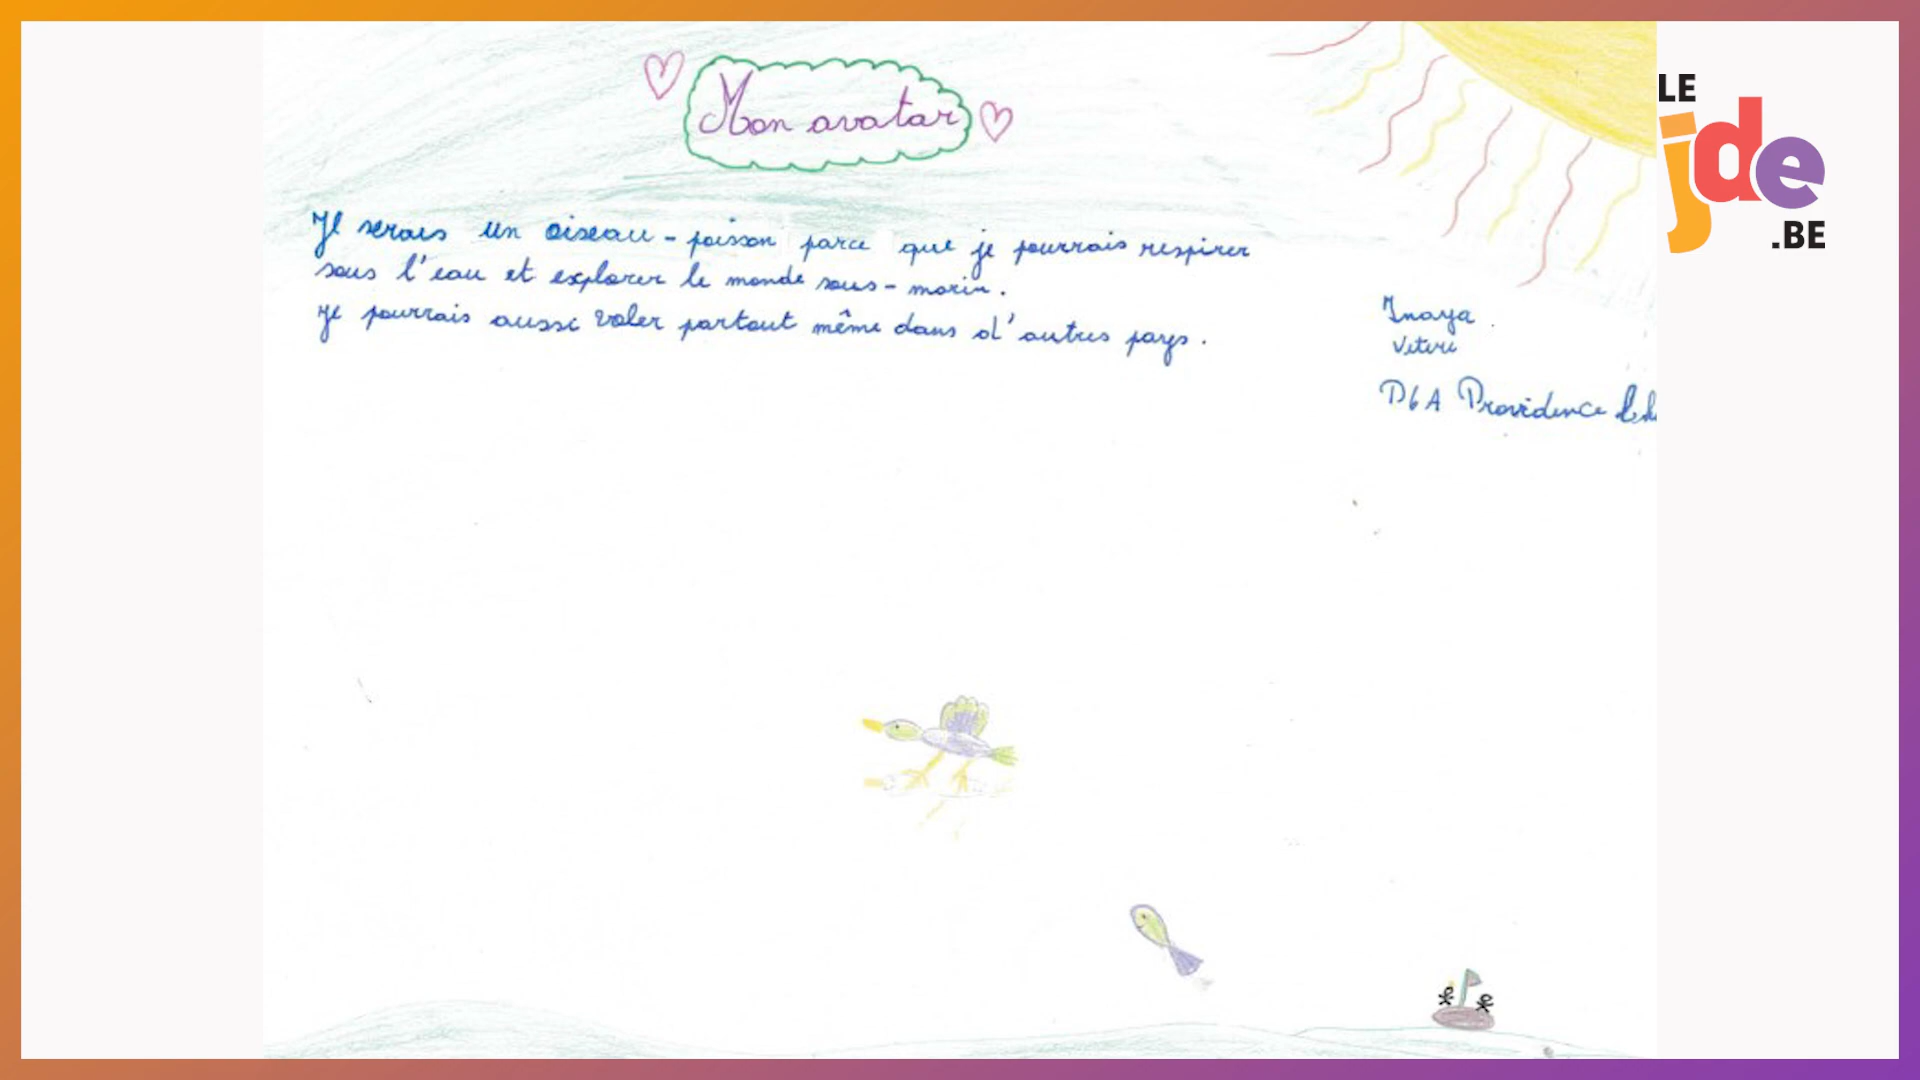 Mon avatar
Je serais un oiseau-poisson parce que je pourrais respirer
sous l'eau et explorer le monde sous-marin.
Je pourrais aussi voler partout même dans d'autres pays.
Inaya
P6A Providence
LE
jde
.BE